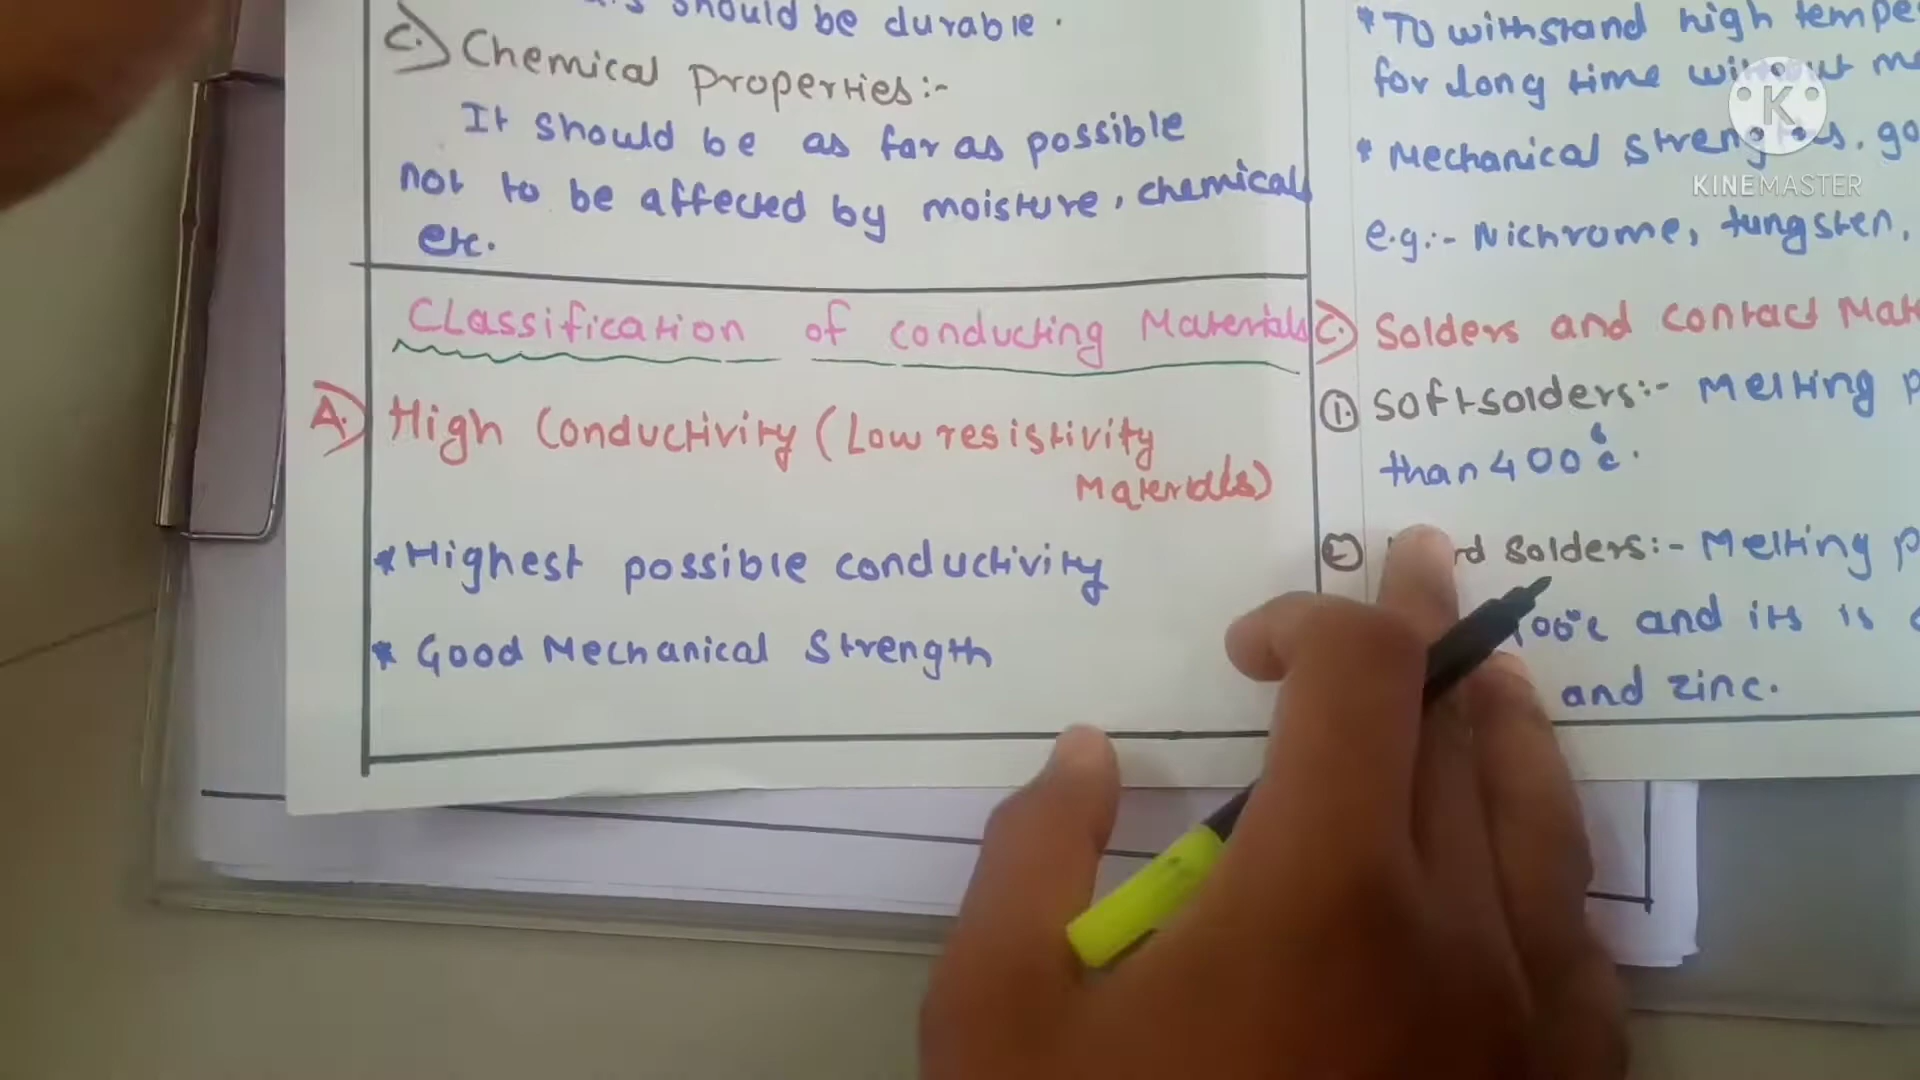 should be durable.
C. Chemical Properties:-
It should be as far as possible
not to be affected by moisture, chemicals
etc.
Classification of conducting Materials
A. High Conductivity (Low resistivity
Materials)
* Highest possible conductivity
* Good Mechanical Strength
* To withstand high
for long time without
* Mechanical
e.g.:- Nichrome, tungsten,
C. Solders and contact
1. Softsolders:- Melting
than 400°c.
2. Solders:- Melting
and its is
and zinc.
K
KINEMASTER